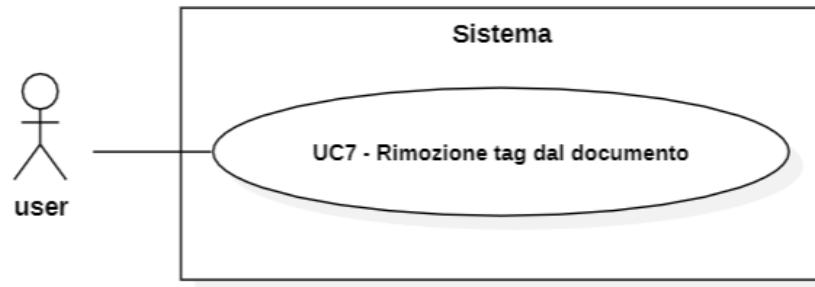 Sistema
UC7 - Rimozione tag dal documento
user